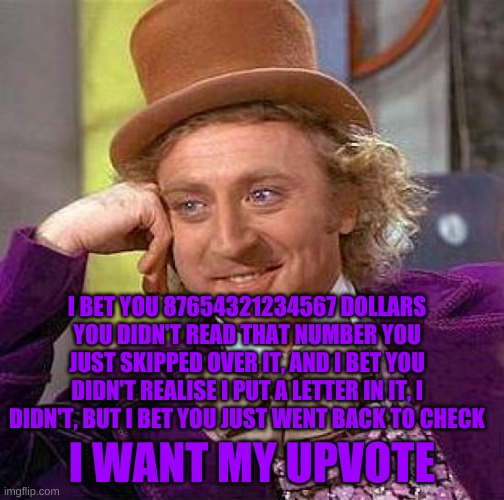 I BET YOU 87654321234567 DOLLARS
YOU DIDN'T READ THAT NUMBER YOU
JUST SKIPPED OVER IT, AND I BET YOU
DIDN'T REALISE I PUT A LETTER IN IT, I
DIDN'T, BUT I BET YOU JUST WENT BACK TO CHECK
I WANT MY UPVOTE
imgflip.com